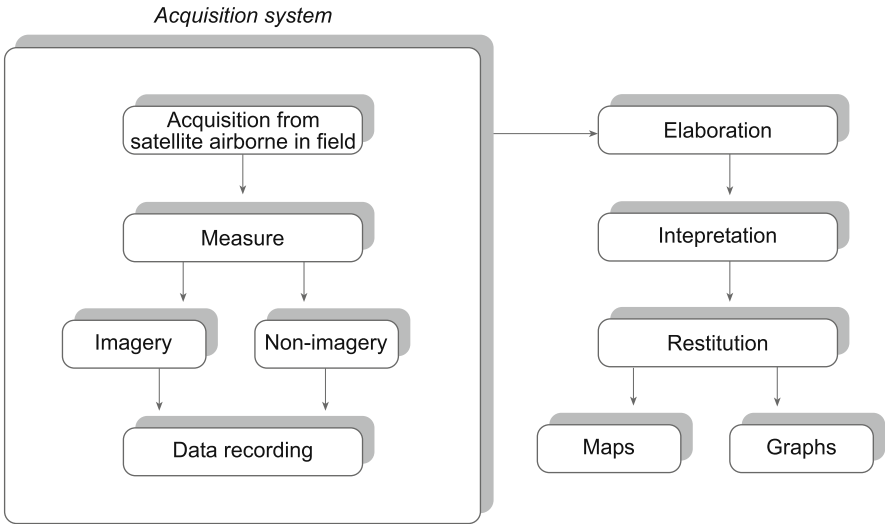 Acquisition system
Acquisition from
satellite airborne in field
Measure
Imagery
Non-imagery
Data recording
Elaboration
Intepretation
Restitution
Maps
Graphs